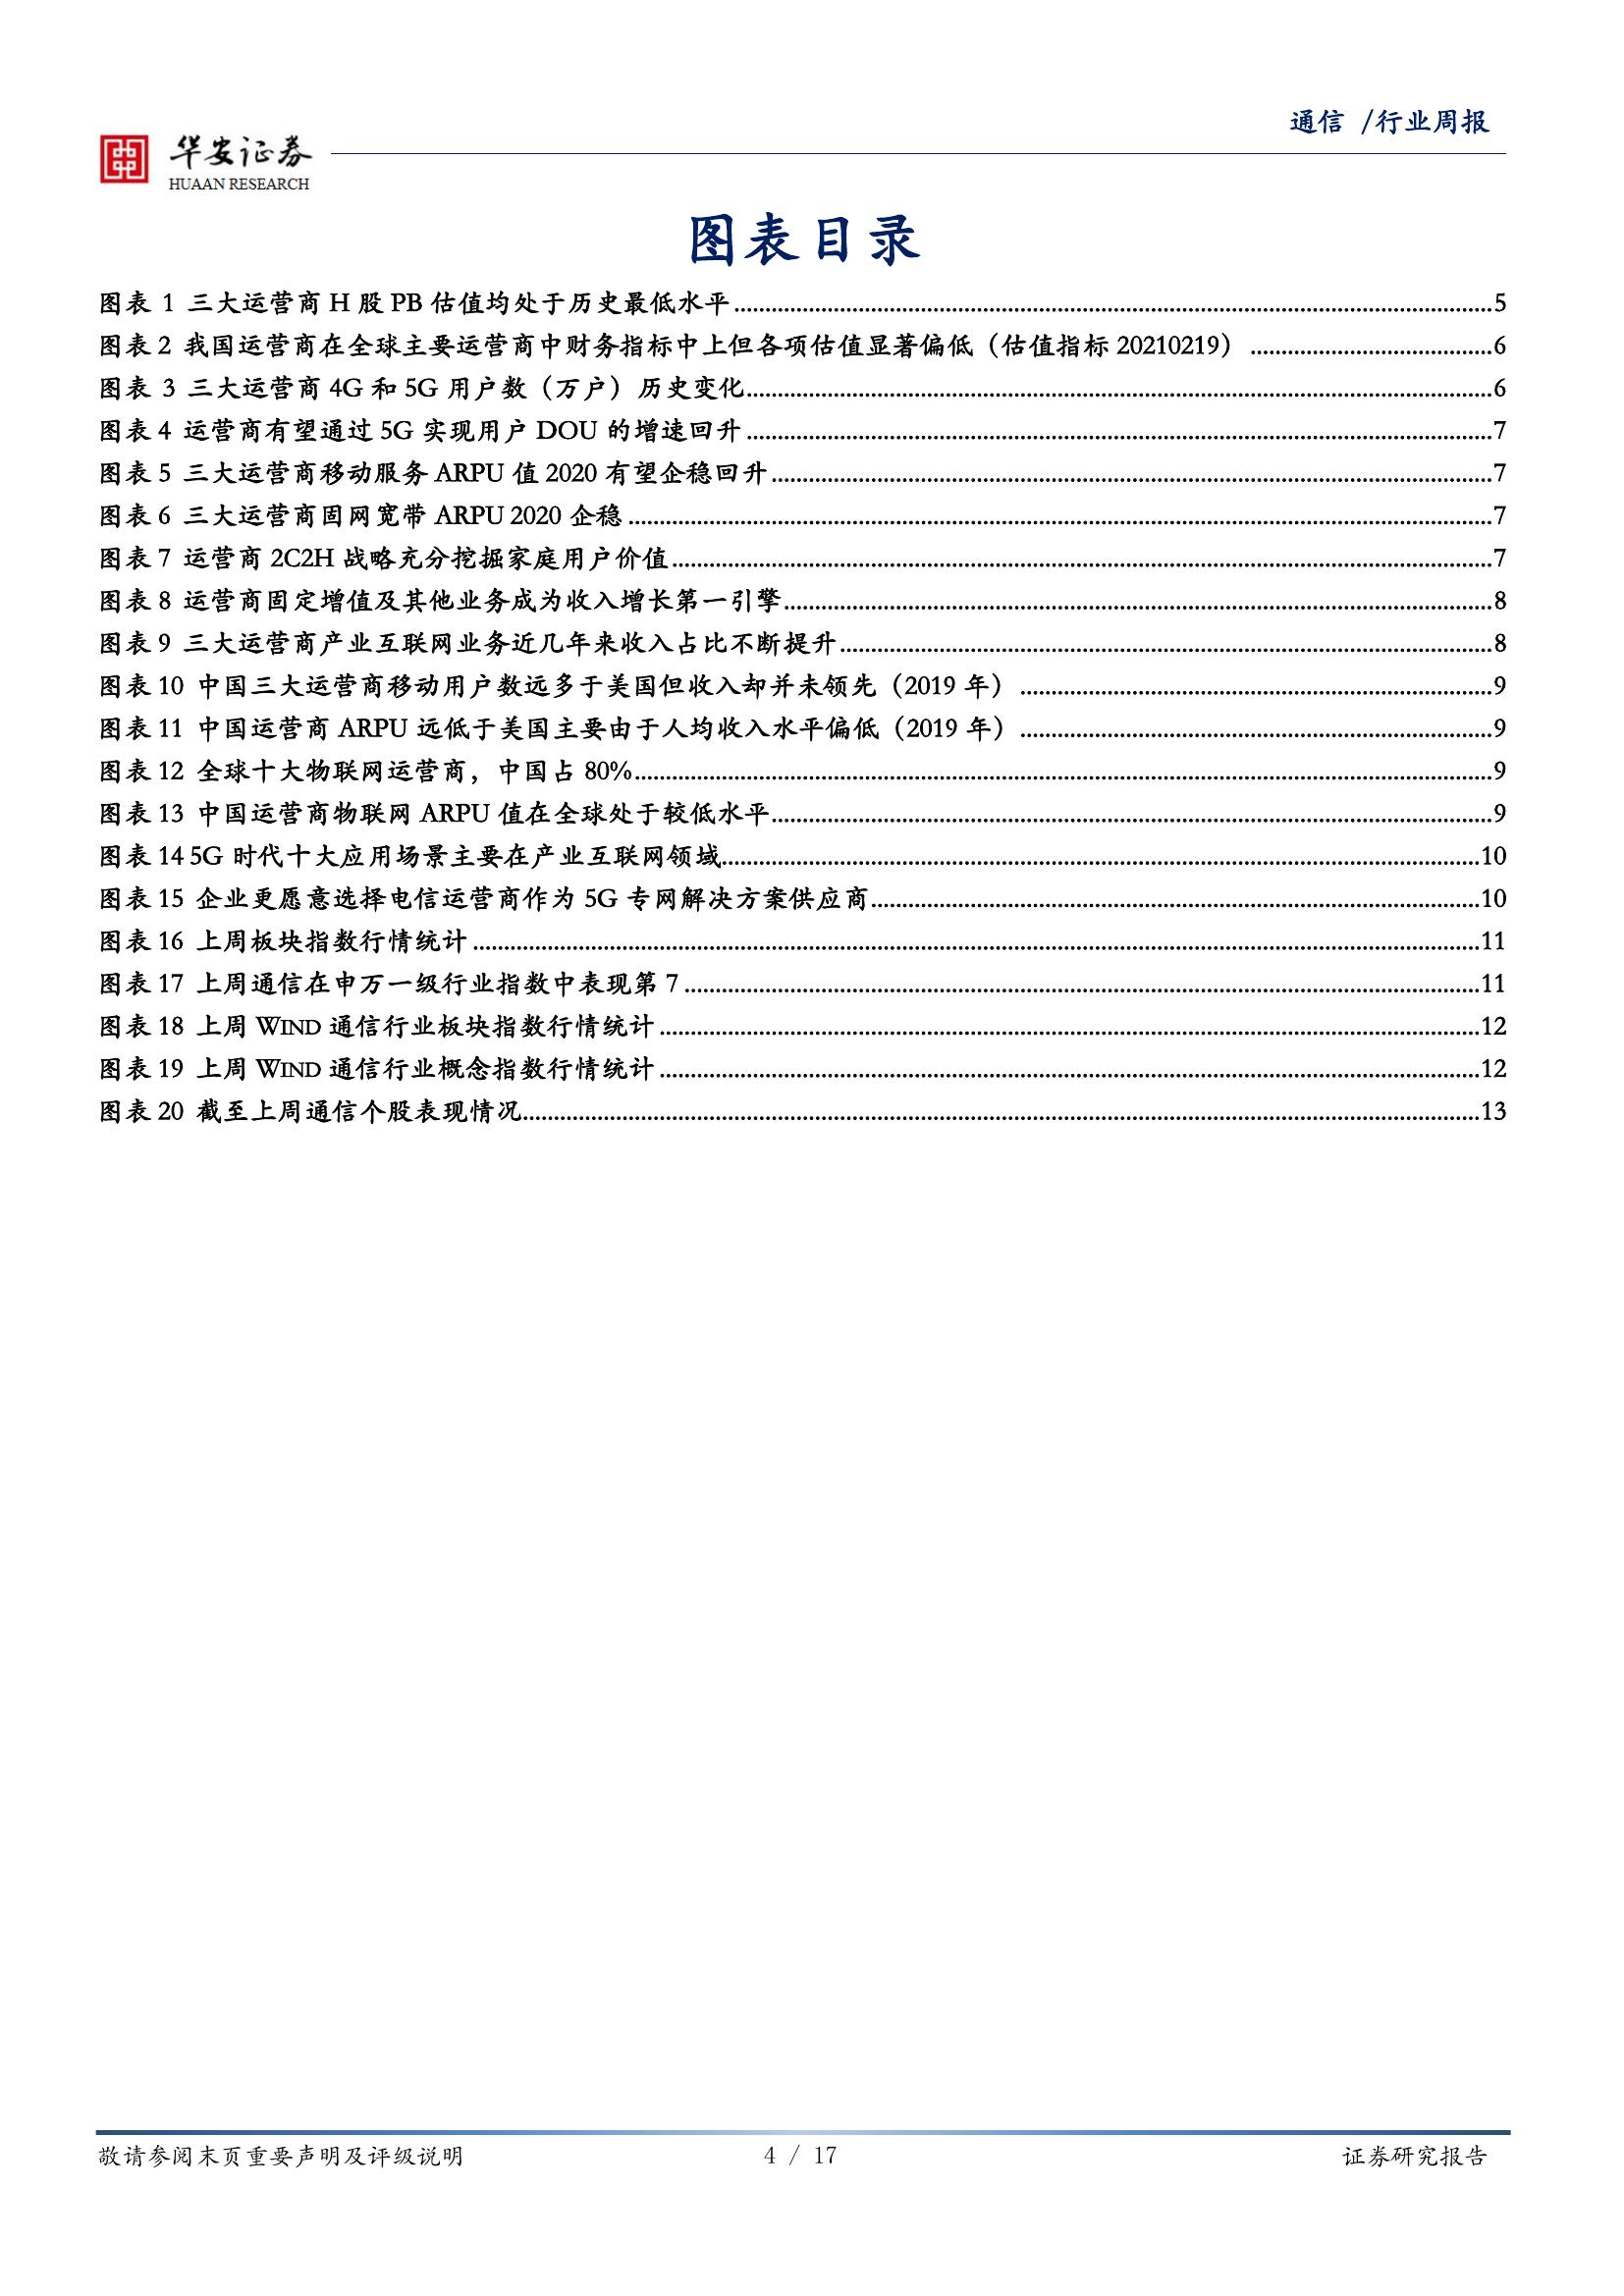 通信 /行业周报
华安证券
HUAAN RESEARCH
图表目录
图表 1 三大运营商 H 股 PB 估值均处于历史最低水平5
图表 2 我国运营商在全球主要运营商中财务指标中上但各项估值显著偏低（估值指标 20210219）6
图表 3 三大运营商 4G 和 5G 用户数（万户）历史变化6
图表 4 运营商有望通过 5G 实现用户 DOU 的增速回升7
图表 5 三大运营商移动服务 ARPU 值 2020 有望企稳回升7
图表 6 三大运营商固网宽带 ARPU 2020 企稳7
图表 7 运营商 2C2H 战略充分挖掘家庭用户价值7
图表 8 运营商固定增值及其他业务成为收入增长第一引擎8
图表 9 三大运营商产业互联网业务近几年来收入占比不断提升8
图表 10 中国三大运营商移动用户数远多于美国但收入却并未领先（2019 年）9
图表 11 中国运营商 ARPU 远低于美国主要由于人均收入水平偏低（2019 年）9
图表 12 全球十大物联网运营商，中国占 80%9
图表 13 中国运营商物联网 ARPU 值在全球处于较低水平9
图表 14 5G 时代十大应用场景主要在产业互联网领域10
图表 15 企业更愿意选择电信运营商作为 5G 专网解决方案供应商10
图表 16 上周板块指数行情统计11
图表 17 上周通信在申万一级行业指数中表现第 7 11
图表 18 上周 WIND 通信行业板块指数行情统计12
图表 19 上周 WIND 通信行业概念指数行情统计12
图表 20 截至上周通信个股表现情况13
敬请参阅末页重要声明及评级说明 4 / 17 证券研究报告